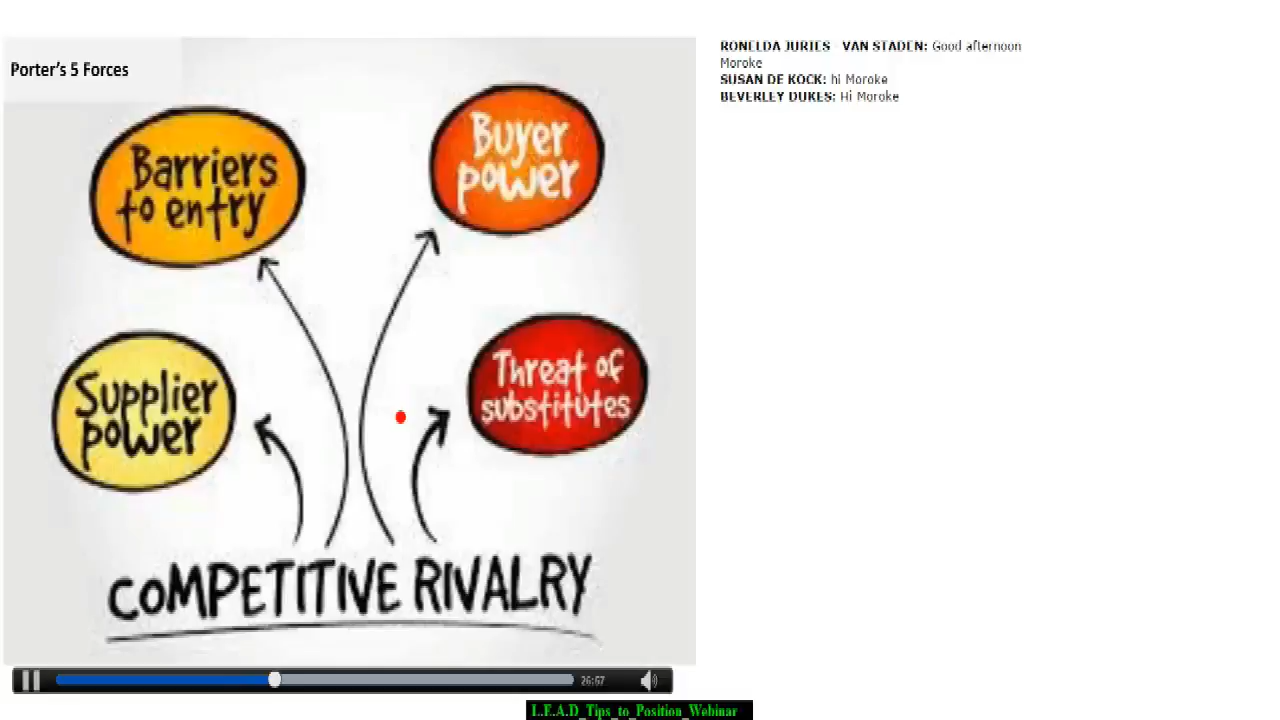 Porter's 5 Forces
Barriers
to entry
Buyer
power
Supplier
power
Threat of
substitutes
COMPETITIVE RIVALRY
RONELDA JURIES - VAN STADEN: Good afternoon
Moroke
SUSAN DE KOCK: hi Moroke
BEVERLEY DUKES: Hi Moroke
26:57
L.E.A.D_Tips_to_Position_Webinar